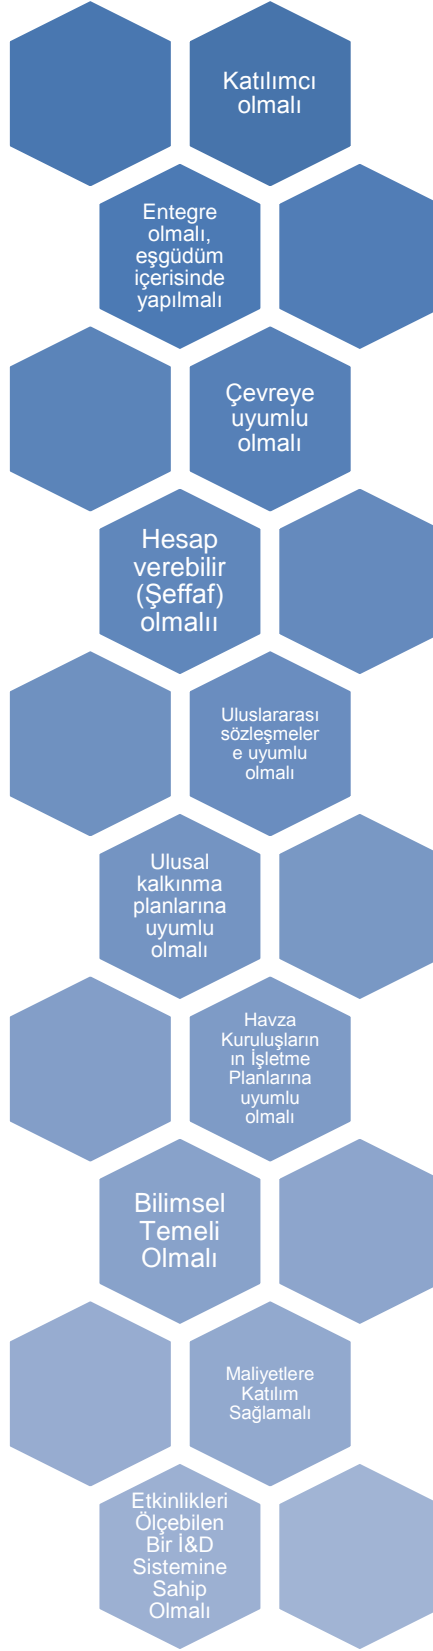 Katılımcı
olmalı
Entegre
olmalı,
eşgüdüm
içerisinde
yapılmalı
Çevreye
uyumlu
olmalı
Hesap
verebilir
(Şeffaf)
olmalıı
Uluslararası
sözleşmeler
e uyumlu
olmalı
Ulusal
kalkınma
planlarına
uyumlu
olmalı
Havza
Kuruluşların
ın İşletme
Planlarına
uyumlu
olmalı
Bilimsel
Temeli
Olmalı
Maliyetlere
Katılım
Sağlamalı
Etkinlikleri
Ölçebilen
Bir İ&D
Sistemine
Sahip
Olmalı